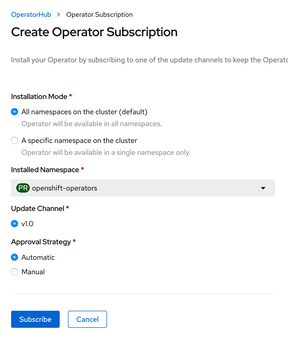 OperatorHub > Operator Subscription
Create Operator Subscription
Install your Operator by subscribing to one of the update channels to keep the Operato
Installation Mode *
All namespaces on the cluster (default)
Operator will be available in all namespaces.
A specific namespace on the cluster
Operator will be available in a single namespace only.
Installed Namespace *
PR openshift-operators
Update Channel *
v1.0
Approval Strategy *
Automatic
Manual
Subscribe Cancel